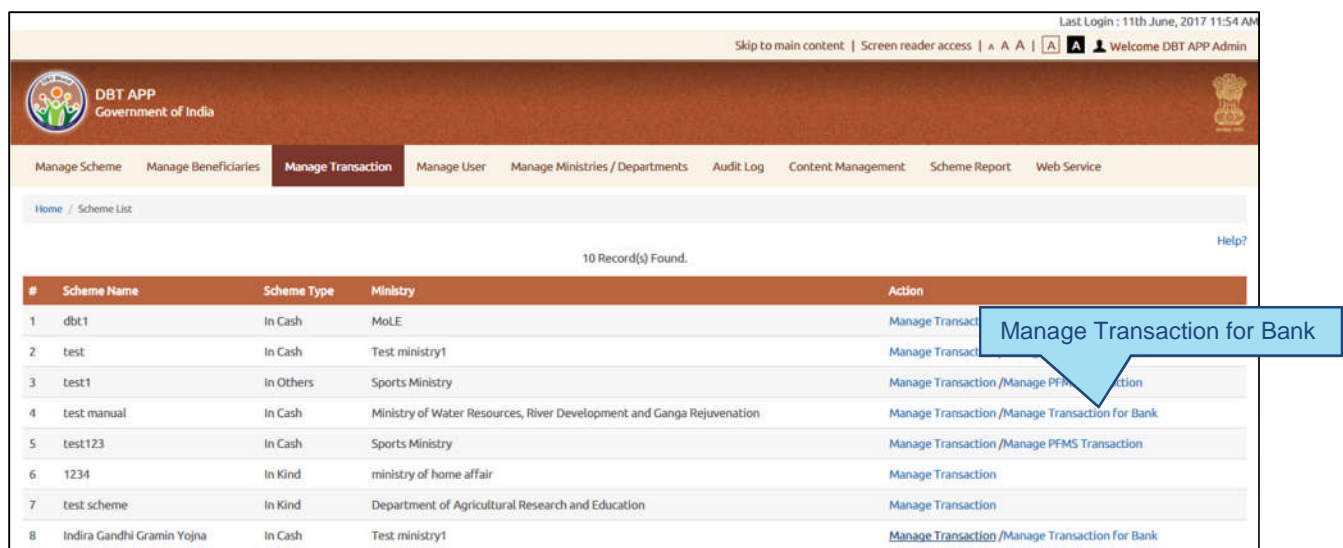 Last Login : 11th June, 2017 11:54 AM
Skip to main content | Screen reader access | A A A | A A Welcome DBT APP Admin
DBT APP
Government of India
Manage Scheme Manage Beneficiaries Manage Transaction Manage User Manage Ministries / Departments Audit Log Content Management Scheme Report Web Service
Home / Scheme List
Help?
10 Record(s) Found.
# Scheme Name Scheme Type Ministry Action
1 dbt1 In Cash MoLE Manage
Manage Transaction for Bank
2 test In Cash Test ministry1 Manage
3 test1 In Others Sports Ministry Manage Transaction /Manage
4 test manual In Cash Ministry of Water Resources, River Development and Ganga Rejuvenation Manage Transaction /Manage Transaction for Bank
5 test123 In Cash Sports Ministry Manage Transaction /Manage PFMS Transaction
6 1234 In Kind ministry of home affair Manage Transaction
7 test scheme In Kind Department of Agricultural Research and Education Manage Transaction
8 Indira Gandhi Gramin Yojna In Cash Test ministry1 Manage Transaction /Manage Transaction for Bank